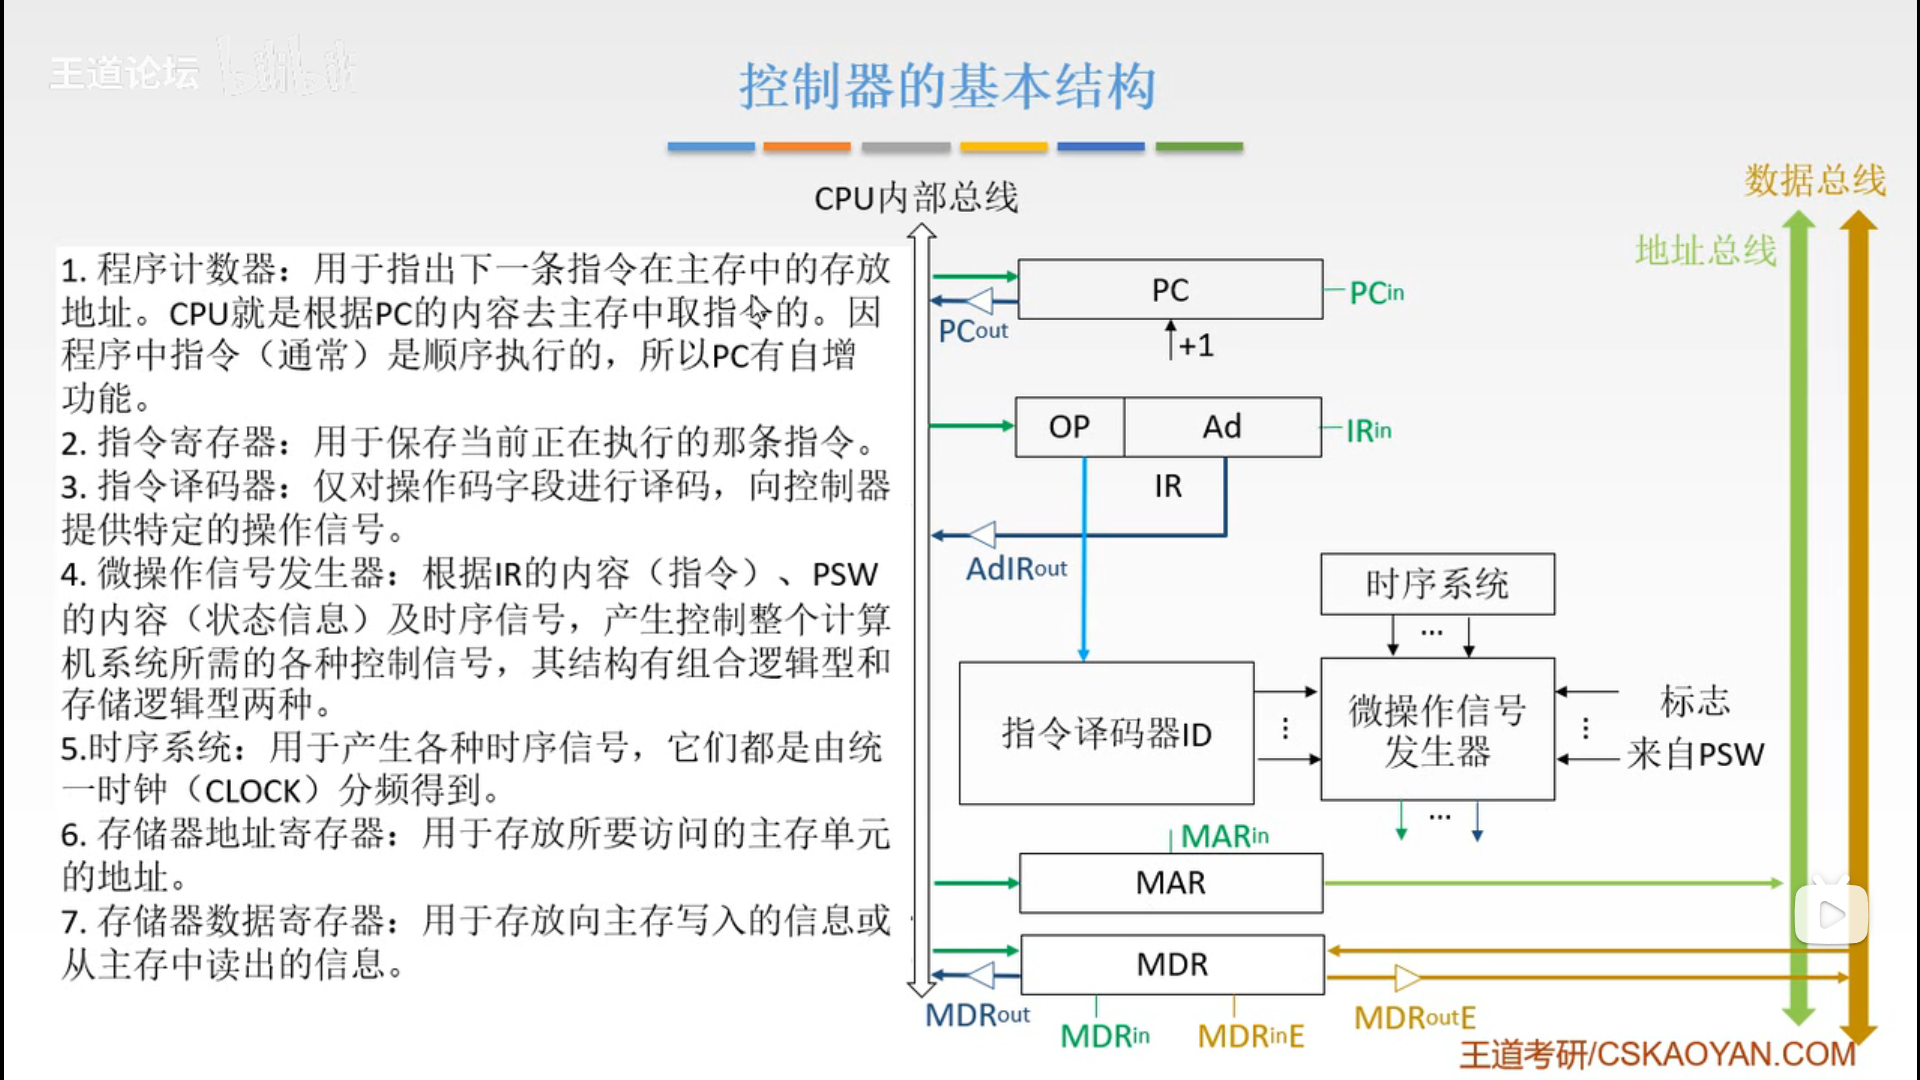 王道论坛
控制器的基本结构
1. 程序计数器：用于指出下一条指令在主存中的存放
地址。CPU就是根据PC的内容去主存中取指令的。因
程序中指令（通常）是顺序执行的，所以PC有自增
功能。
2. 指令寄存器：用于保存当前正在执行的那条指令。
3. 指令译码器：仅对操作码字段进行译码，向控制器
提供特定的操作信号。
4. 微操作信号发生器：根据IR的内容（指令）、PSW
的内容（状态信息）及时序信号，产生控制整个计算
机系统所需的各种控制信号，其结构有组合逻辑型和
存储逻辑型两种。
5.时序系统：用于产生各种时序信号，它们都是由统
一时钟（CLOCK）分频得到。
6. 存储器地址寄存器：用于存放所要访问的主存单元
的地址。
7. 存储器数据寄存器：用于存放向主存写入的信息或
从主存中读出的信息。
CPU内部总线
数据总线
地址总线
PC
PCin
PCout
+1
OP
Ad
IRin
IR
AdIRout
时序系统
...
指令译码器ID
...
微操作信号
发生器
...
标志
来自PSW
...
MARin
MAR
MDR
MDRout
MDRin
MDRinE
MDRoutE
王道考研/CSKAOYAN.COM